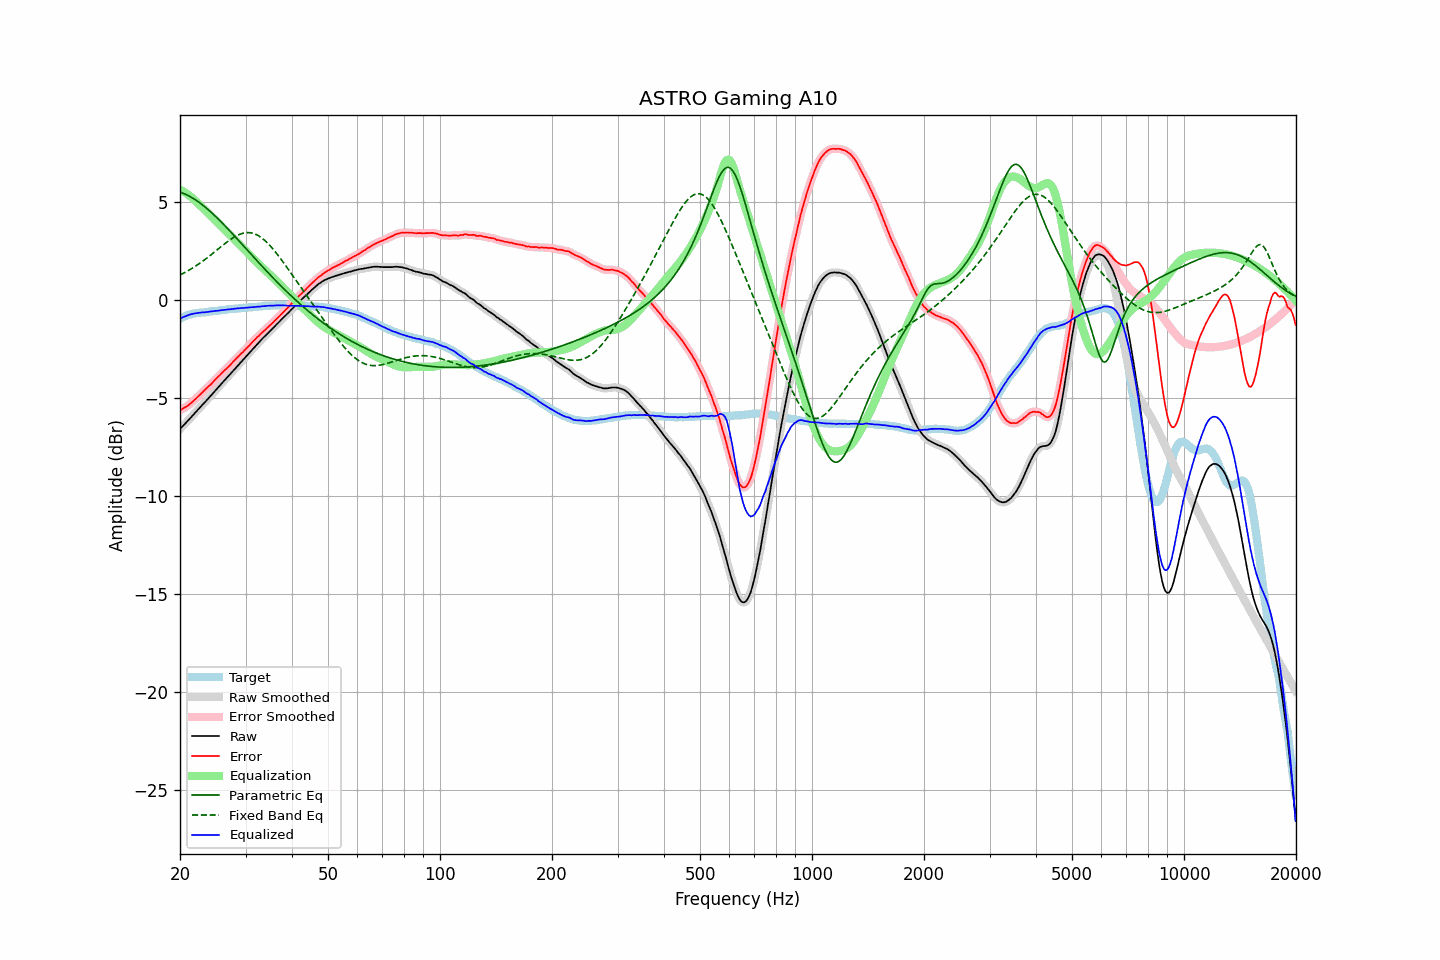 ASTRO Gaming A10
5
0
−5
−10
−15
−20
−25
Amplitude (dBr)
Target
Raw Smoothed
Error Smoothed
Raw
Error
Equalization
Parametric Eq
Fixed Band Eq
Equalized
20 50 100 200 500 1000 2000 5000 10000 20000
Frequency (Hz)